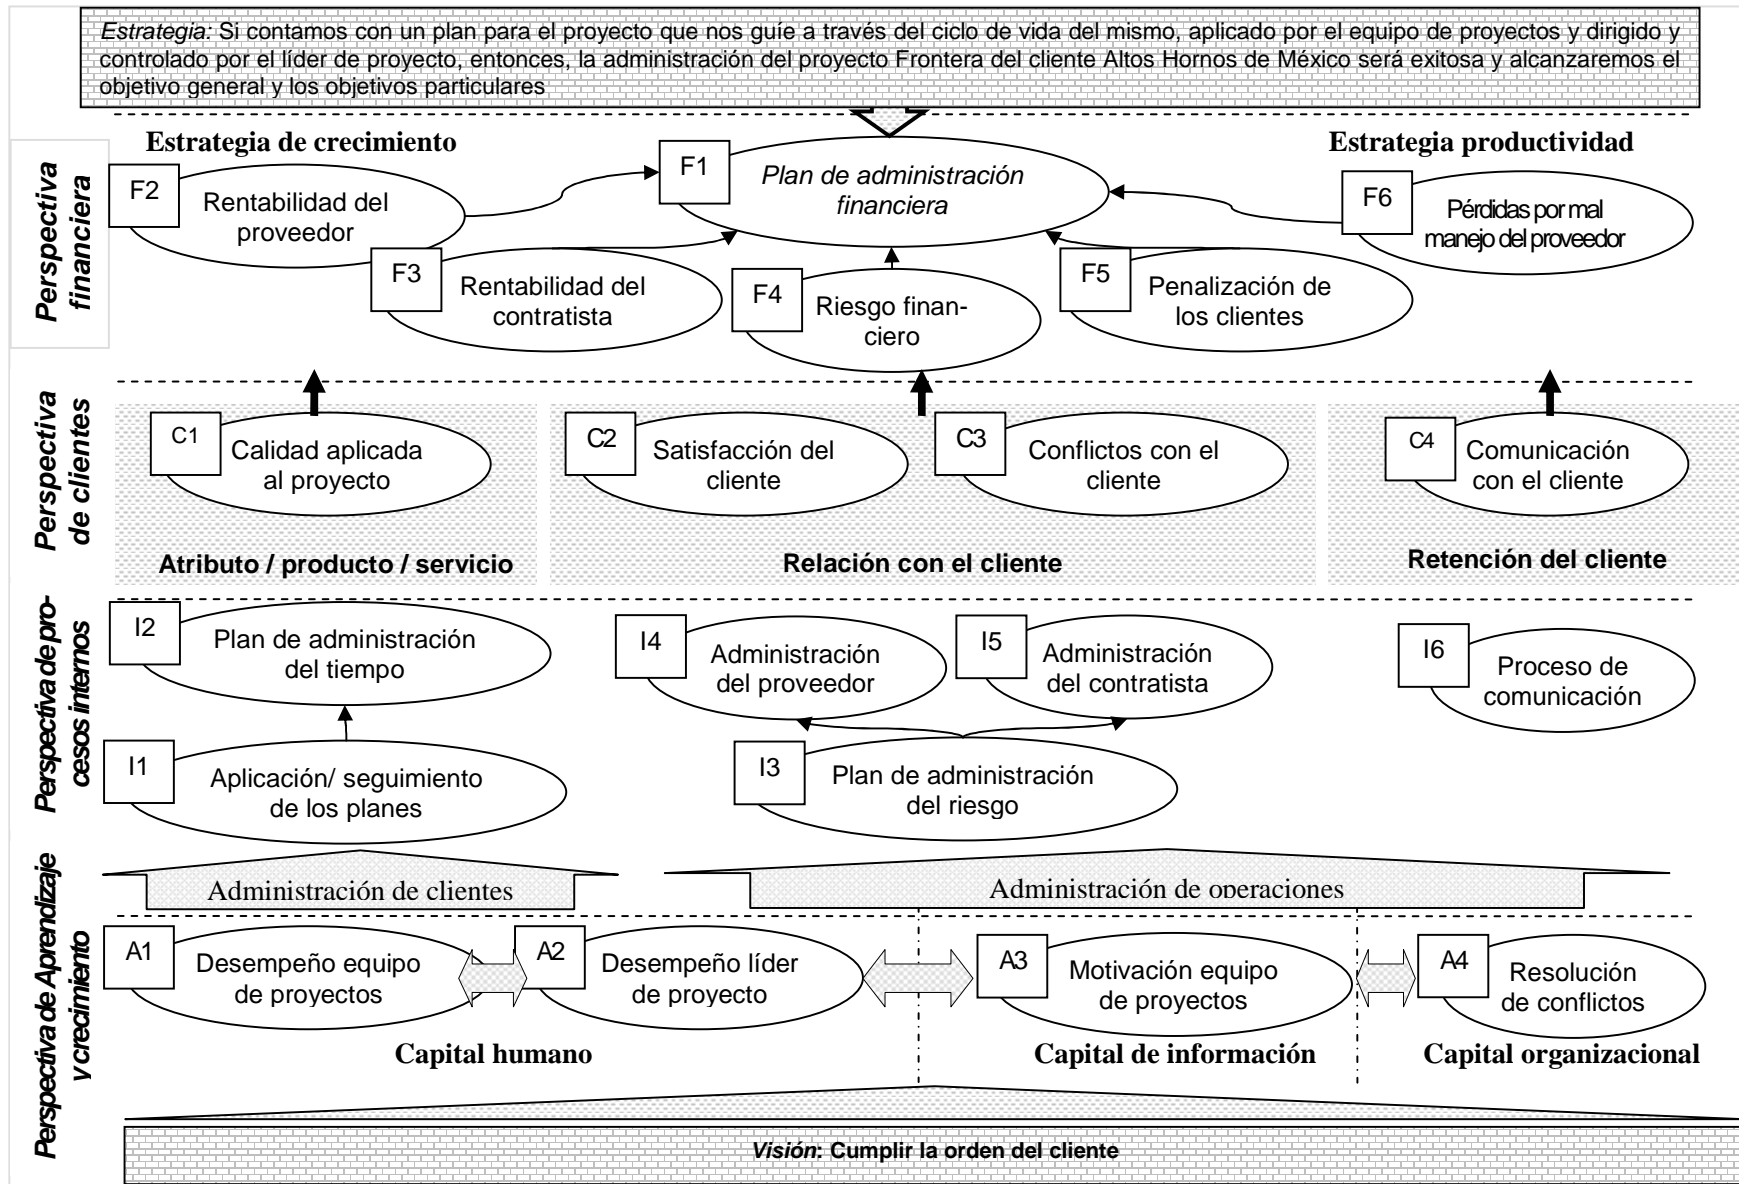 Estrategia: Si contamos con un plan para el proyecto que nos guíe a través del ciclo de vida del mismo, aplicado por el equipo de proyectos y dirigido y
controlado por el líder de proyecto, entonces, la administración del proyecto Frontera del cliente Altos Hornos de México será exitosa y alcanzaremos el
objetivo general y los objetivos particulares
Perspectiva
financiera
Estrategia de crecimiento
Estrategia productividad
F1
Plan de administración
financiera
F2
Rentabilidad del
proveedor
F3
Rentabilidad del
contratista
F4
Riesgo finan-
ciero
F5
Penalización de
los clientes
F6
Pérdidas por mal
manejo del proveedor
Perspectiva
de clientes
C1
Calidad aplicada
al proyecto
C2
Satisfacción del
cliente
C3
Conflictos con el
cliente
C4
Comunicación
con el cliente
Atributo / producto / servicio
Relación con el cliente
Retención del cliente
Perspectiva de pro-
cesos internos
I2
Plan de administración
del tiempo
I4
Administración
del proveedor
I5
Administración
del contratista
I6
Proceso de
comunicación
I1
Aplicación/ seguimiento
de los planes
I3
Plan de administración
del riesgo
Administración de clientes
Administración de operaciones
Perspectiva de Aprendizaje
y crecimiento
A1
Desempeño equipo
de proyectos
A2
Desempeño líder
de proyecto
A3
Motivación equipo
de proyectos
A4
Resolución
de conflictos
Capital humano
Capital de información
Capital organizacional
Visión: Cumplir la orden del cliente